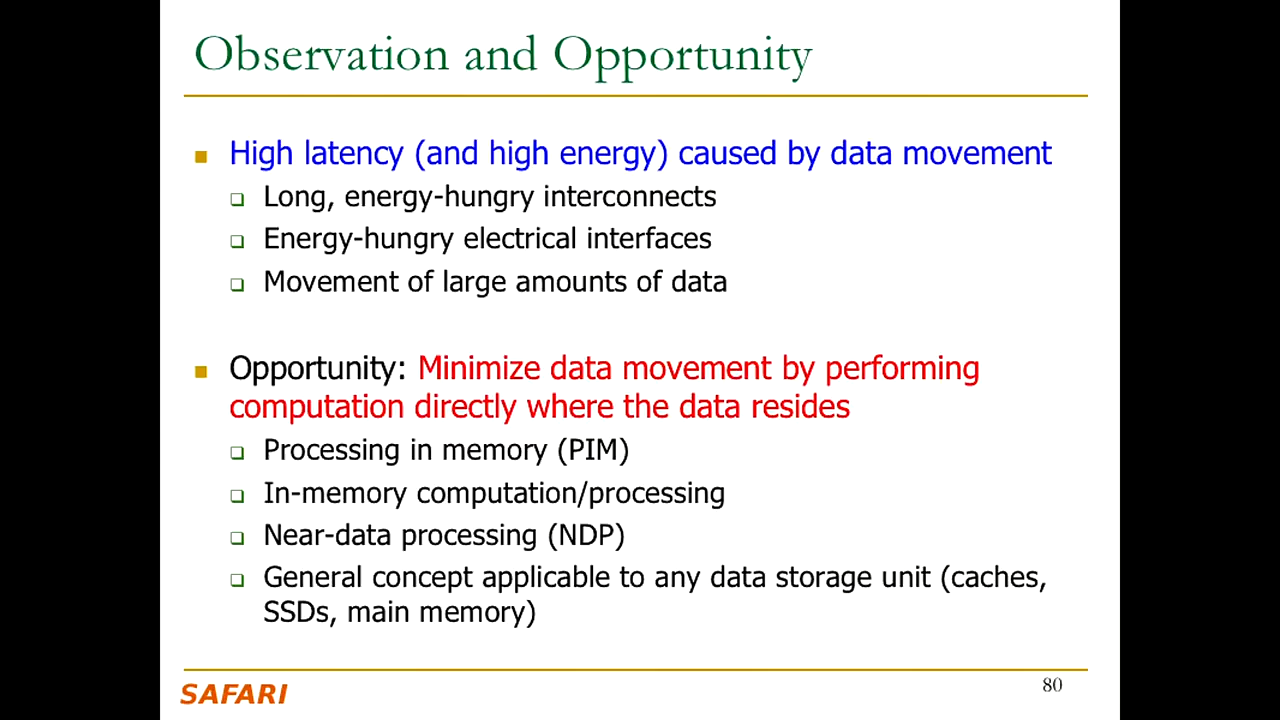 Observation and Opportunity
High latency (and high energy) caused by data movement
Long, energy-hungry interconnects
Energy-hungry electrical interfaces
Movement of large amounts of data
Opportunity: Minimize data movement by performing
computation directly where the data resides
Processing in memory (PIM)
In-memory computation/processing
Near-data processing (NDP)
General concept applicable to any data storage unit (caches,
SSDs, main memory)
SAFARI
80